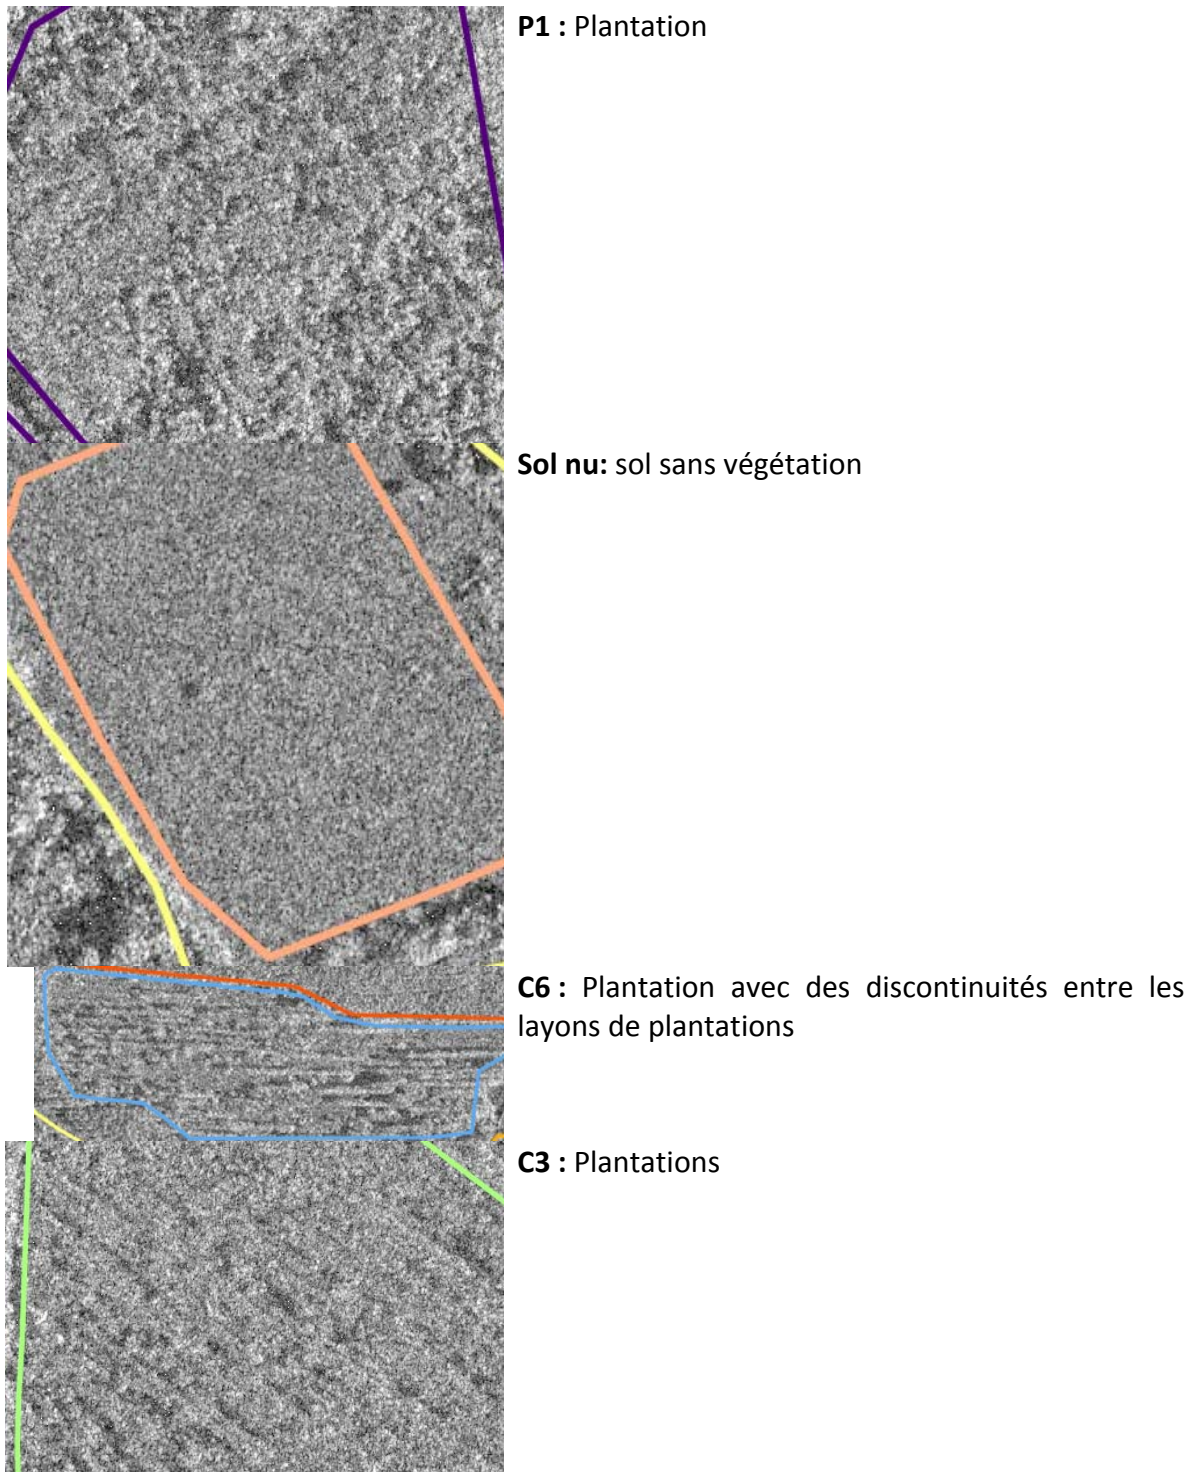 P1 : Plantation
Sol nu: sol sans végétation
C6 : Plantation avec des discontinuités entre les
layons de plantations
C3 : Plantations